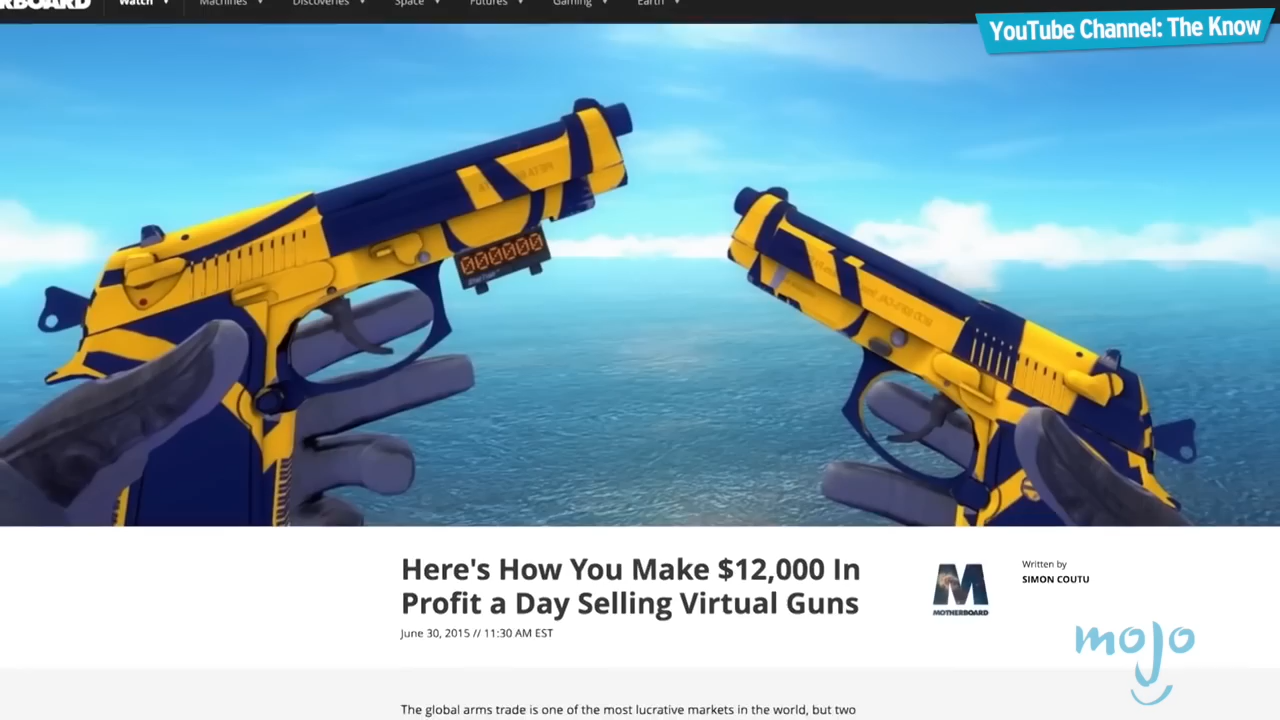 RBOARD Watch Machines Discoveries Space Futures Gaming Earth
YouTube Channel: The Know
000000
Here's How You Make $12,000 In
Profit a Day Selling Virtual Guns
June 30, 2015 // 11:30 AM EST
M
MOTHERBOARD
Written by
SIMON COUTU
mojo
The global arms trade is one of the most lucrative markets in the world, but two